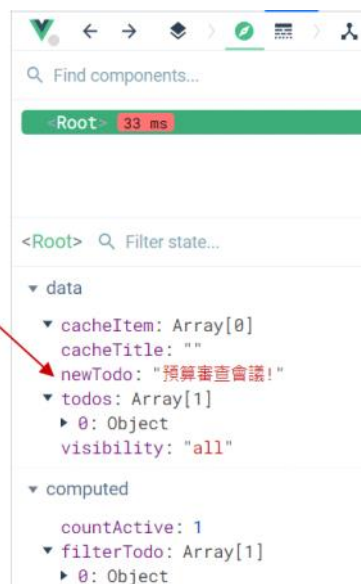 Find components...
<Root> 33 ms
<Root> Filter state...
data
cacheItem: Array[0]
cacheTitle: ""
newTodo: "預算審查會議!"
todos: Array[1]
0: Object
visibility: "all"
computed
countActive: 1
filterTodo: Array[1]
0: Object